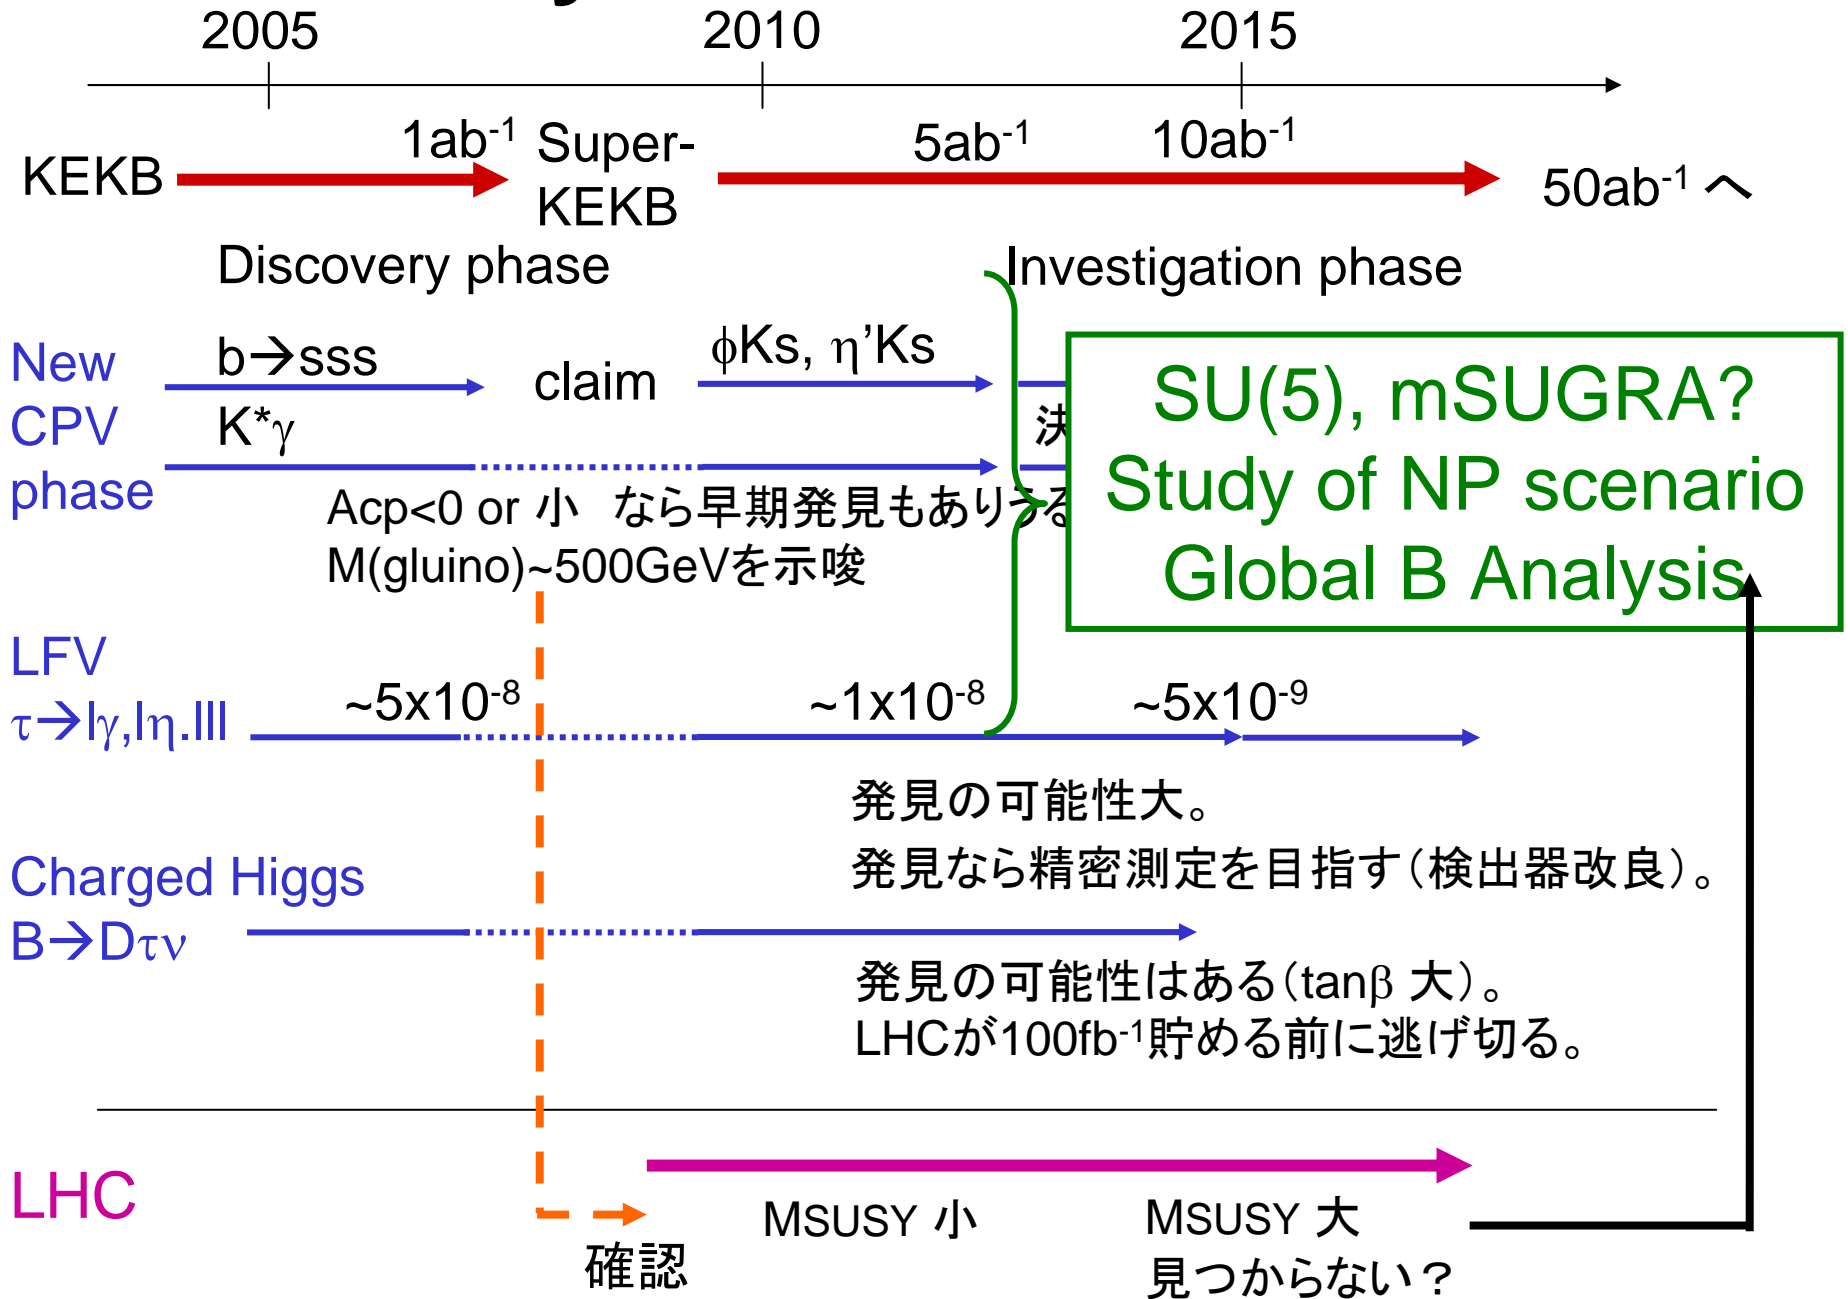 2005 2010 2015
KEKB 1ab-1 Super-KEKB 5ab-1 10ab-1 50ab-1 へ
Discovery phase Investigation phase
New CPV phase
b→sss claim φKs, η’Ks
K*γ 決
Acp<0 or 小 なら早期発見もありうる
M(gluino)~500GeVを示唆
SU(5), mSUGRA?
Study of NP scenario
Global B Analysis
LFV
τ→lγ,lη.lll
~5x10-8 ~1x10-8 ~5x10-9
発見の可能性大。
発見なら精密測定を目指す（検出器改良）。
Charged Higgs
B→Dτν
発見の可能性はある（tanβ 大）。
LHCが100fb-1貯める前に逃げ切る。
LHC
確認
MSUSY 小
MSUSY 大
見つからない？